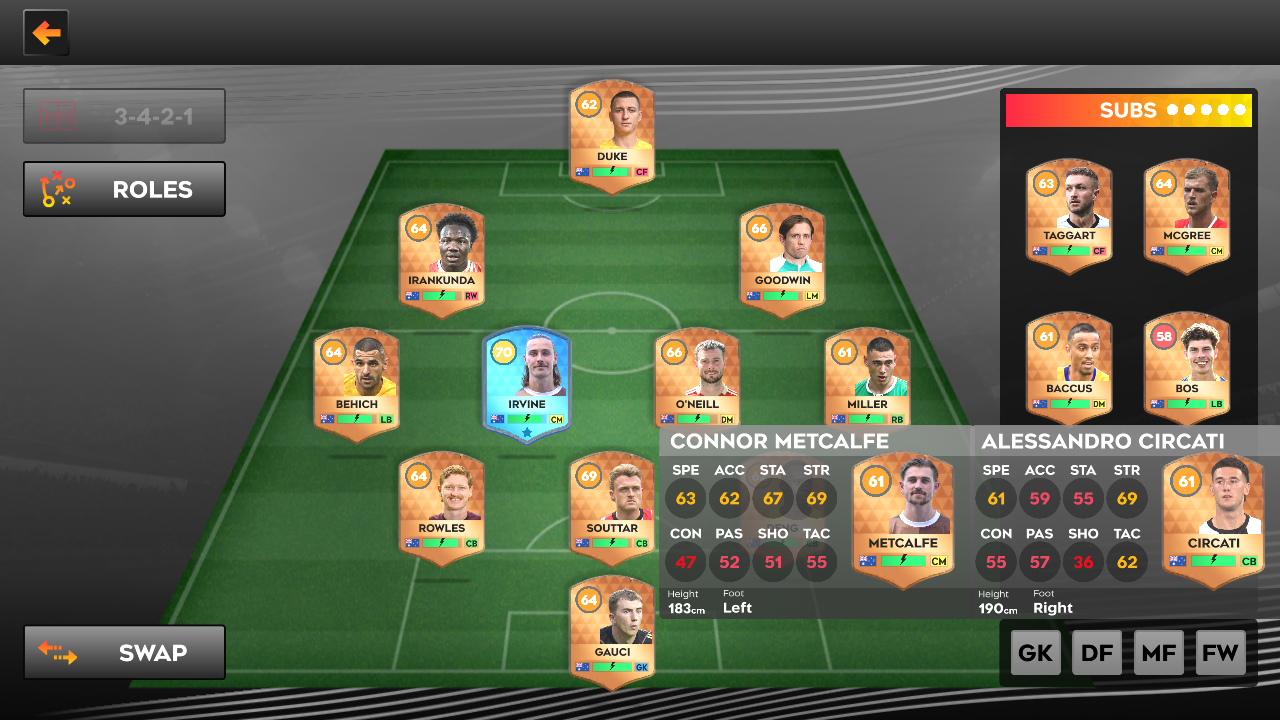 3-4-2-1
ROLES
SUBS
62
DUKE
CF
64
IRANKUNDA
RW
66
GOODWIN
LM
63
TAGGART
CF
64
MCGREE
CM
64
BEHICH
LB
70
IRVINE
CM
66
O'NEILL
DM
61
MILLER
RB
61
BACCUS
DM
58
BOS
LB
64
ROWLES
CB
69
SOUTTAR
CB
CONNOR METCALFE
SPE ACC STA STR
63 62 67 69
CON PAS SHO TAC
47 52 51 55
Height Foot
183cm Left
61
METCALFE
CM
ALESSANDRO CIRCATI
SPE ACC STA STR
61 59 55 69
CON PAS SHO TAC
55 57 36 62
Height Foot
190cm Right
61
CIRCATI
CB
64
GAUCI
GK
SWAP
GK DF MF FW